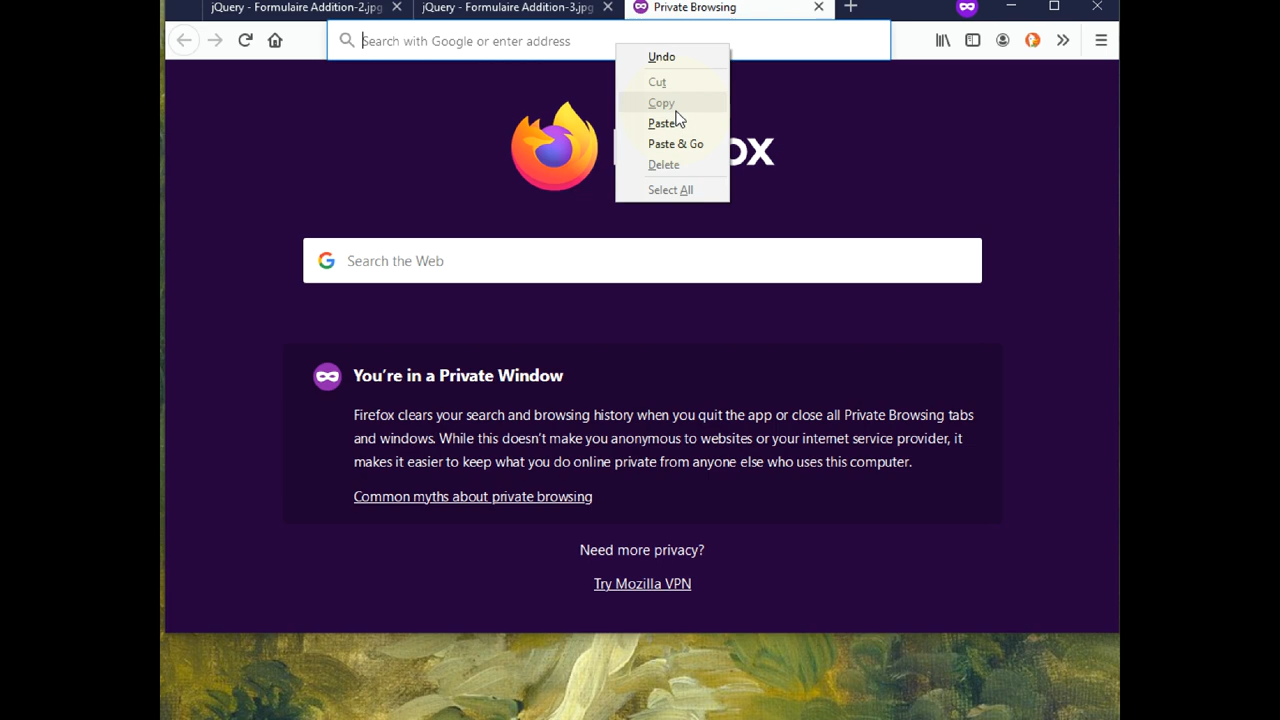 jQuery - Formulaire Addition-2.jpg
jQuery - Formulaire Addition-3.jpg
Private Browsing
Search with Google or enter address
Undo
Cut
Copy
Paste
Paste & Go
Delete
Select All
ox
Search the Web
You're in a Private Window
Firefox clears your search and browsing history when you quit the app or close all Private Browsing tabs
and windows. While this doesn't make you anonymous to websites or your internet service provider, it
makes it easier to keep what you do online private from anyone else who uses this computer.
Common myths about private browsing
Need more privacy?
Try Mozilla VPN